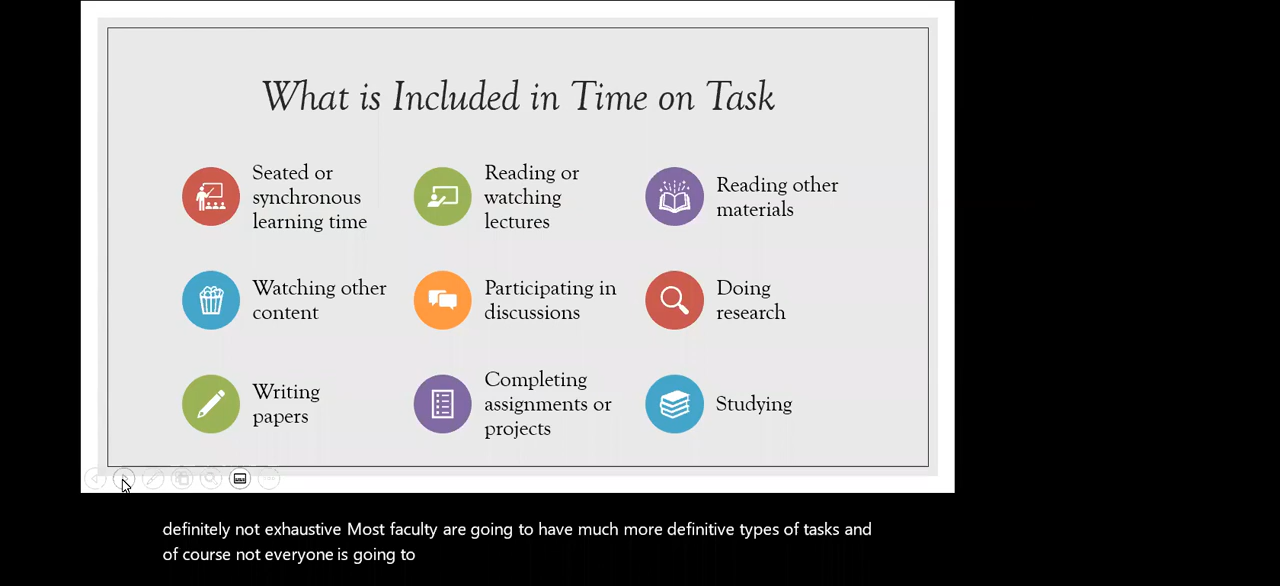 What is Included in Time on Task
Seated or
synchronous
learning time
Reading or
watching
lectures
Reading other
materials
Watching other
content
Participating in
discussions
Doing
research
Writing
papers
Completing
assignments or
projects
Studying
definitely not exhaustive Most faculty are going to have much more definitive types of tasks and
of course not everyone is going to